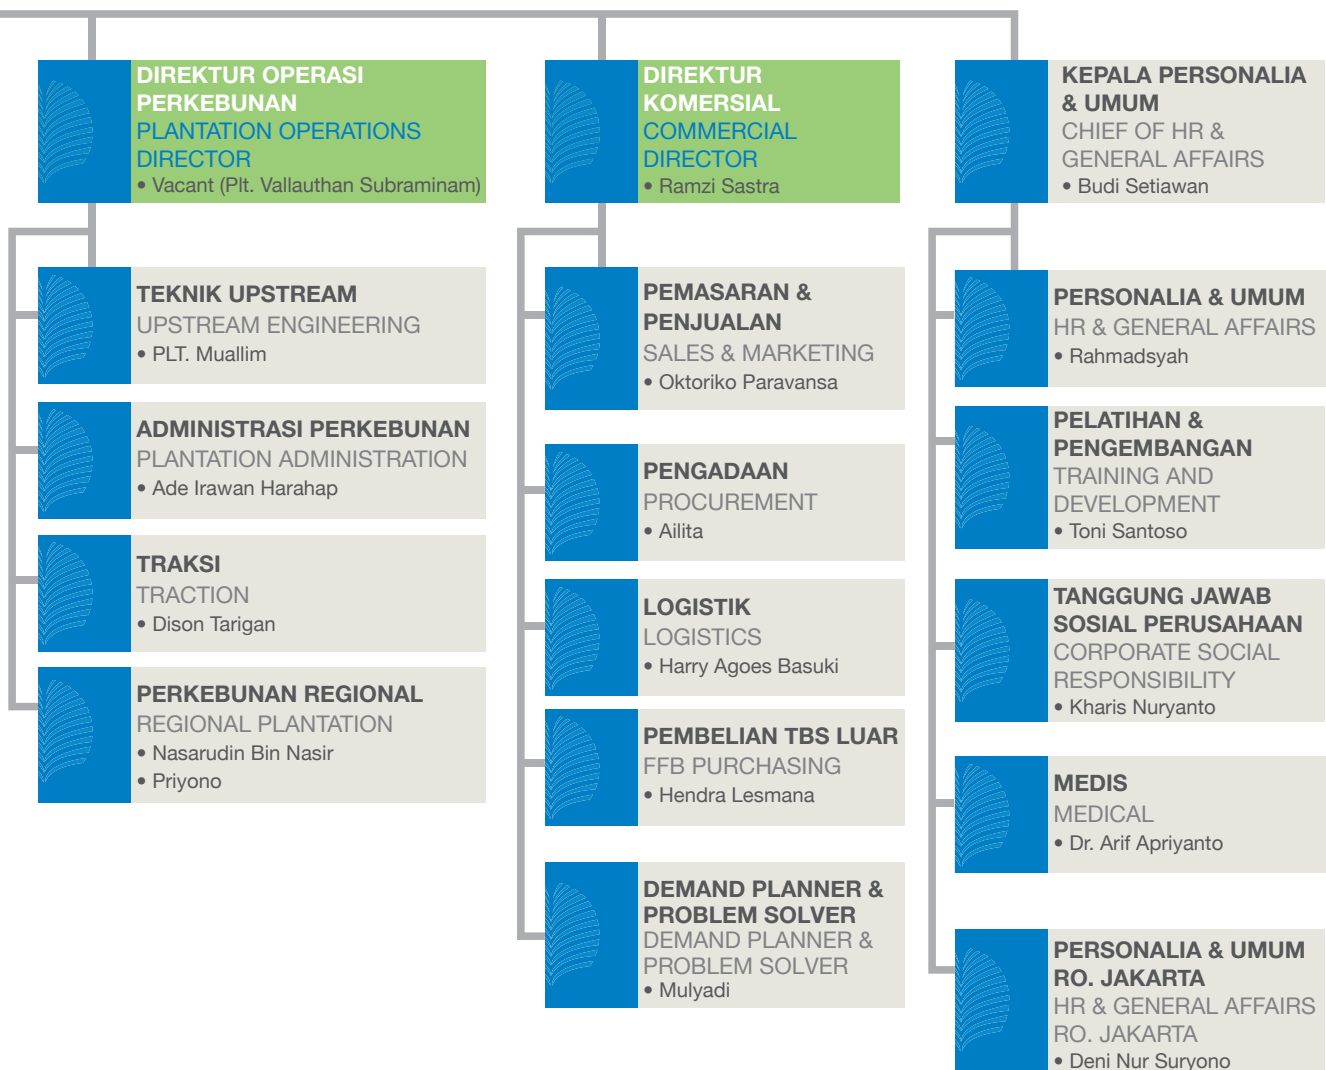 DIREKTUR OPERASI
PERKEBUNAN
PLANTATION OPERATIONS
DIRECTOR
• Vacant (Plt. Vallauthan Subraminam)
TEKNIK UPSTREAM
UPSTREAM ENGINEERING
• PLT. Muallim
ADMINISTRASI PERKEBUNAN
PLANTATION ADMINISTRATION
• Ade Irawan Harahap
TRAKSI
TRACTION
• Dison Tarigan
PERKEBUNAN REGIONAL
REGIONAL PLANTATION
• Nasarudin Bin Nasir
• Priyono
DIREKTUR
KOMERSIAL
COMMERCIAL
DIRECTOR
• Ramzi Sastra
PEMASARAN &
PENJUALAN
SALES & MARKETING
• Oktoriko Paravansa
PENGADAAN
PROCUREMENT
• Ailita
LOGISTIK
LOGISTICS
• Harry Agoes Basuki
PEMBELIAN TBS LUAR
FFB PURCHASING
• Hendra Lesmana
DEMAND PLANNER &
PROBLEM SOLVER
DEMAND PLANNER &
PROBLEM SOLVER
• Mulyadi
KEPALA PERSONALIA
& UMUM
CHIEF OF HR &
GENERAL AFFAIRS
• Budi Setiawan
PERSONALIA & UMUM
HR & GENERAL AFFAIRS
• Rahmadsyah
PELATIHAN &
PENGEMBANGAN
TRAINING AND
DEVELOPMENT
• Toni Santoso
TANGGUNG JAWAB
SOSIAL PERUSAHAAN
CORPORATE SOCIAL
RESPONSIBILITY
• Kharis Nuryanto
MEDIS
MEDICAL
• Dr. Arif Apriyanto
PERSONALIA & UMUM
RO. JAKARTA
HR & GENERAL AFFAIRS
RO. JAKARTA
• Deni Nur Suryono